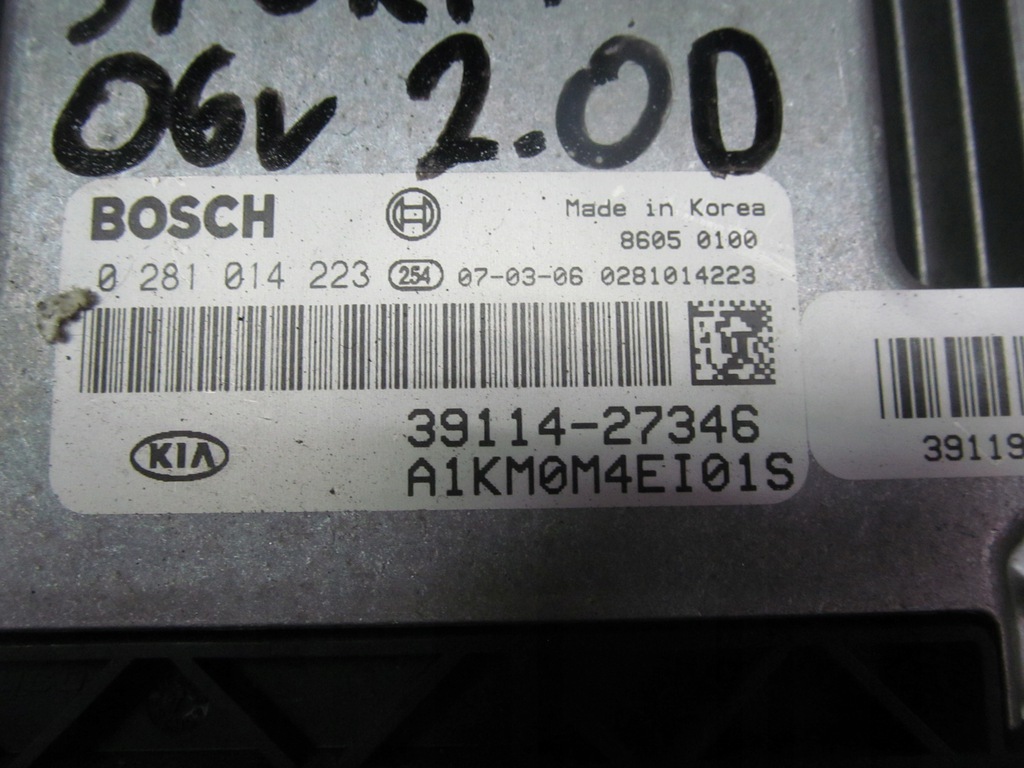 06v 2.0D
BOSCH
Made in Korea
8605 0100
0 281 014 223 254 07-03-06 0281014223
39114-27346
KIA
A1KM0M4EI01S
39119